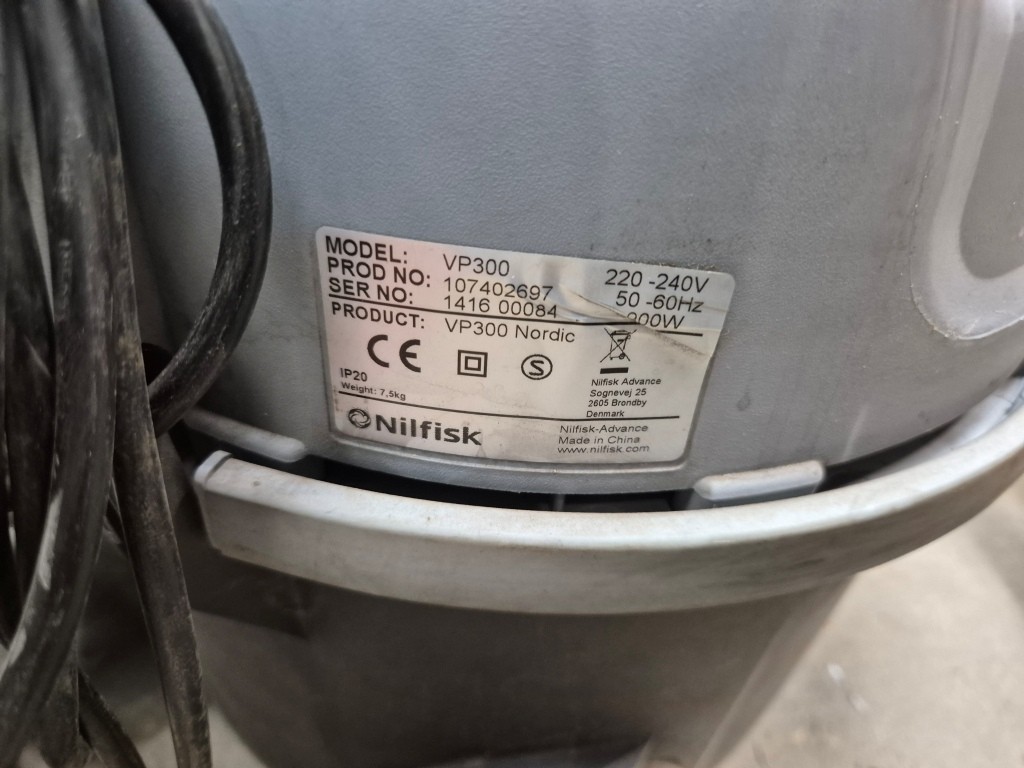 MODEL: VP300 220 -240V
PROD NO: 107402697 50 -60Hz
SER NO: 1416 00084
PRODUCT: VP300 Nordic
CE
S
IP20
Weight: 7,5kg
Nilfisk Advance
Sognevej 25
2605 Brondby
Denmark
Nilfisk
Nilfisk-Advance
Made in China
www.nilfisk.com